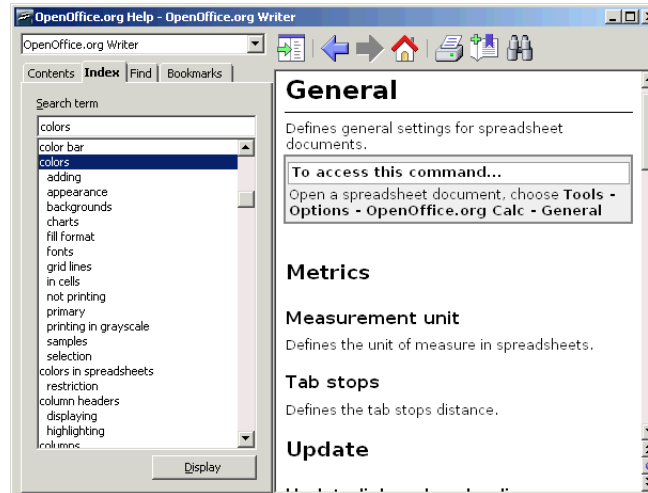 OpenOffice.org Help - OpenOffice.org Writer
OpenOffice.org Writer
Contents Index Find Bookmarks
Search term
colors
color bar
colors
adding
appearance
backgrounds
charts
fill format
fonts
grid lines
in cells
not printing
primary
printing in grayscale
samples
selection
colors in spreadsheets
restriction
column headers
displaying
highlighting
columns
Display
General
Defines general settings for spreadsheet
documents.
To access this command...
Open a spreadsheet document, choose Tools -
Options - OpenOffice.org Calc - General
Metrics
Measurement unit
Defines the unit of measure in spreadsheets.
Tab stops
Defines the tab stops distance.
Update